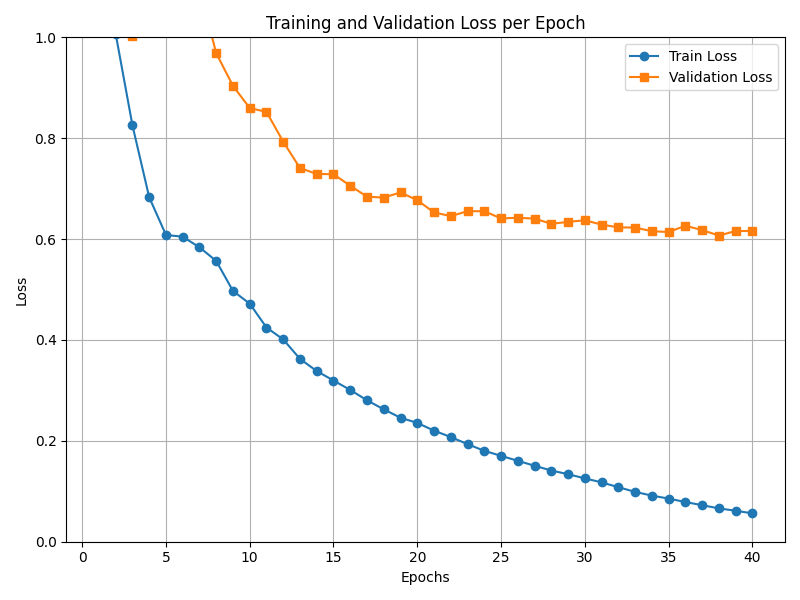 Training and Validation Loss per Epoch
Train Loss
Validation Loss
1.0
0.8
0.6
0.4
0.2
0.0
Loss
0 5 10 15 20 25 30 35 40
Epochs